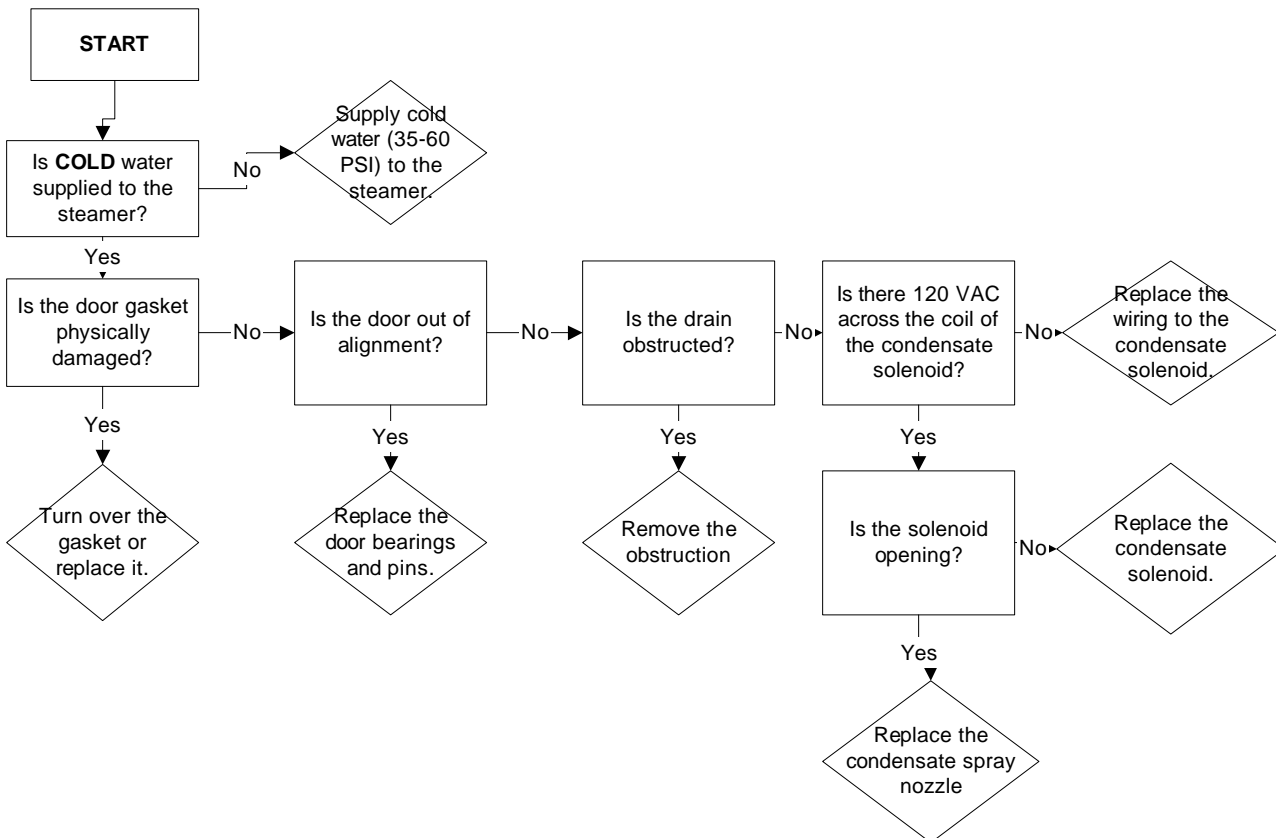 START
Supply cold
water (35-60
PSI) to the
steamer.
Is COLD water
supplied to the
steamer?
No
Yes
Is the door gasket
physically
damaged?
No
Is the door out of
alignment?
No
Is the drain
obstructed?
No
Is there 120 VAC
across the coil of
the condensate
solenoid?
No
Replace the
wiring to the
condensate
solenoid.
Yes
Yes
Yes
Yes
Turn over the
gasket or
replace it.
Replace the
door bearings
and pins.
Remove the
obstruction
Is the solenoid
opening?
No
Replace the
condensate
solenoid.
Yes
Replace the
condensate spray
nozzle